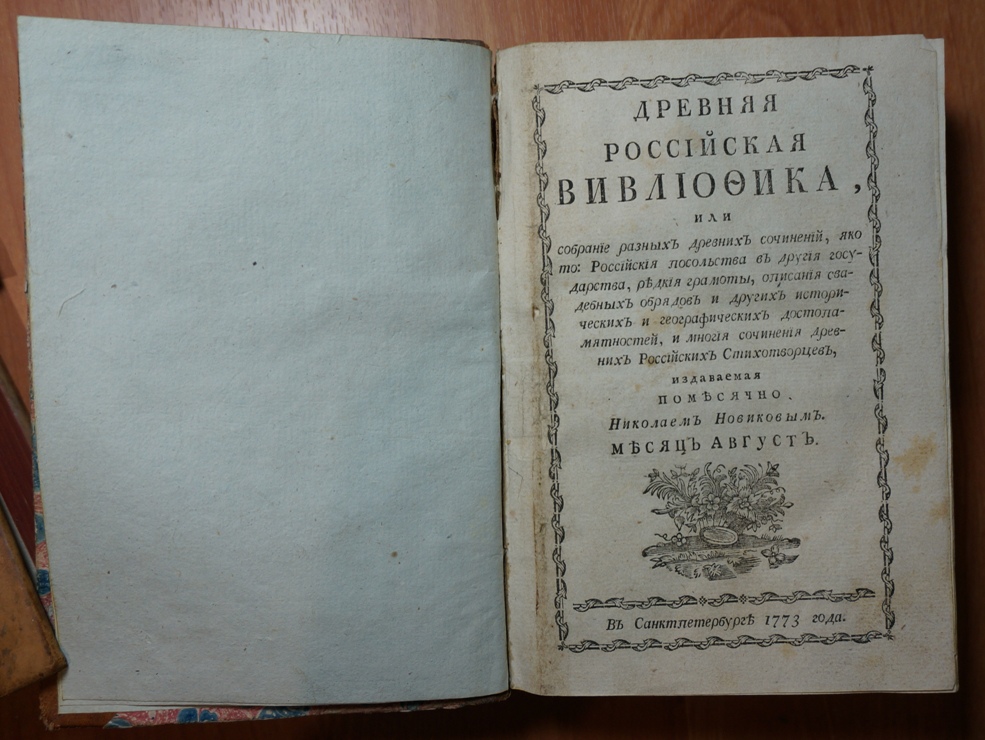 ДРЕВНЯЯ
РОССІЙСКАЯ
ВИВЛІОѲИКА,
ИЛИ
собраніе разныхЪ древнихЪ сочиненій, яко
то: Россійскія посольства вЪ другія госу-
дарства, рѣдкія грамоты, описанія сва-
дебныхЪ обрядовЪ и другихЪ истори-
ческихЪ и географическихЪ достопа-
мятностей, и многія сочиненія древ-
нихЪ РоссійскихЪ СтихотворцевЪ,
издаваемая
ПОМѢСЯЧНО.
НиколаемЪ НовиковымЪ.
МѢСЯЦЪ АВГУСТЪ.
ВЪ Санктпетербургѣ 1773 года.